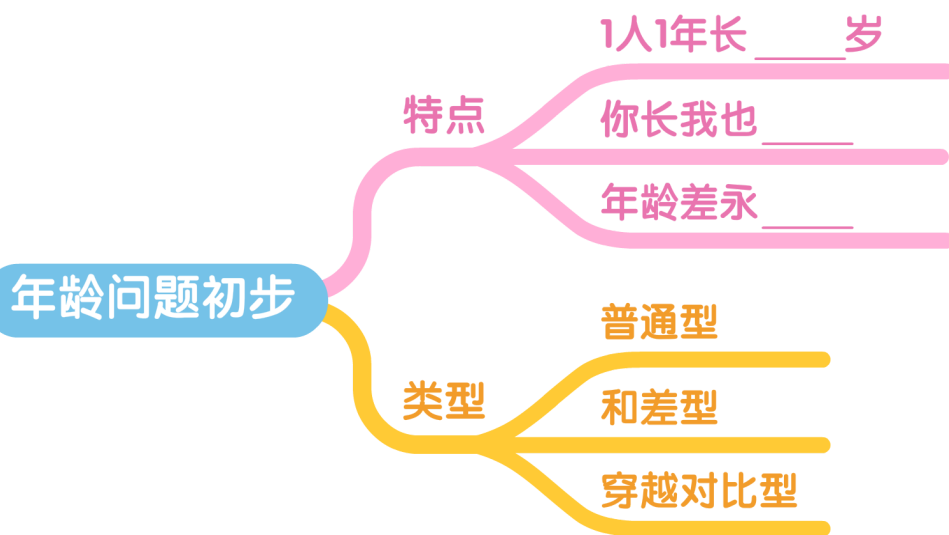 年龄问题初步
特点
1人1年长____岁
你长我也____
年龄差永____
类型
普通型
和差型
穿越对比型